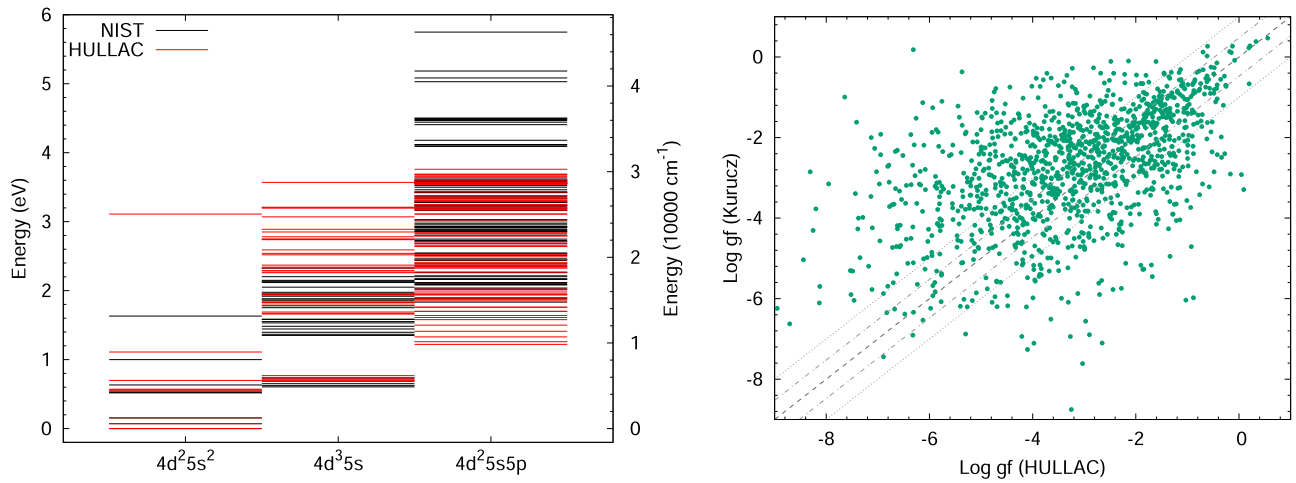 NIST
HULLAC
Energy (eV)
6
5
4
3
2
1
0
4d²5s²
4d³5s
4d²5s5p
4
3
2
1
0
Energy (10000 cm⁻¹)
Log gf (Kurucz)
0
-2
-4
-6
-8
-8
-6
-4
-2
0
Log gf (HULLAC)